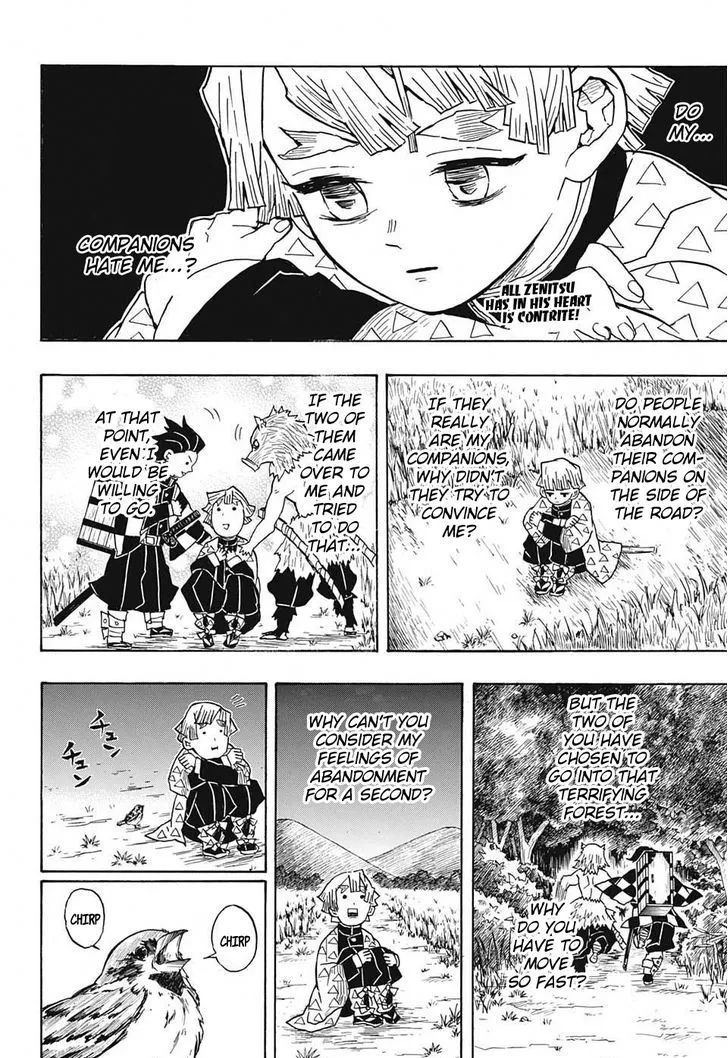 DO
MY...
COMPANIONS
HATE ME...?
ALL ZENITSU
HAS IN HIS HEART
IS CONTRITE!
DO PEOPLE
NORMALLY
ABANDON
THEIR COM-
PANIONS ON
THE SIDE OF
THE ROAD?
IF THEY
REALLY
ARE MY
COMPANIONS,
WHY DIDN'T
THEY TRY TO
CONVINCE
ME?
IF THE
TWO OF
THEM
CAME
OVER TO
ME AND
TRIED
TO DO
THAT...
AT THAT
POINT,
EVEN I
WOULD BE
WILLING
TO GO.
BUT THE
TWO OF
YOU HAVE
CHOSEN TO
GO INTO THAT
TERRIFYING
FOREST...
WHY
DO YOU
HAVE TO
MOVE
SO FAST?
WHY CAN'T YOU
CONSIDER MY
FEELINGS OF
ABANDONMENT
FOR A SECOND?
チュン
チュン
CHIRP
CHIRP